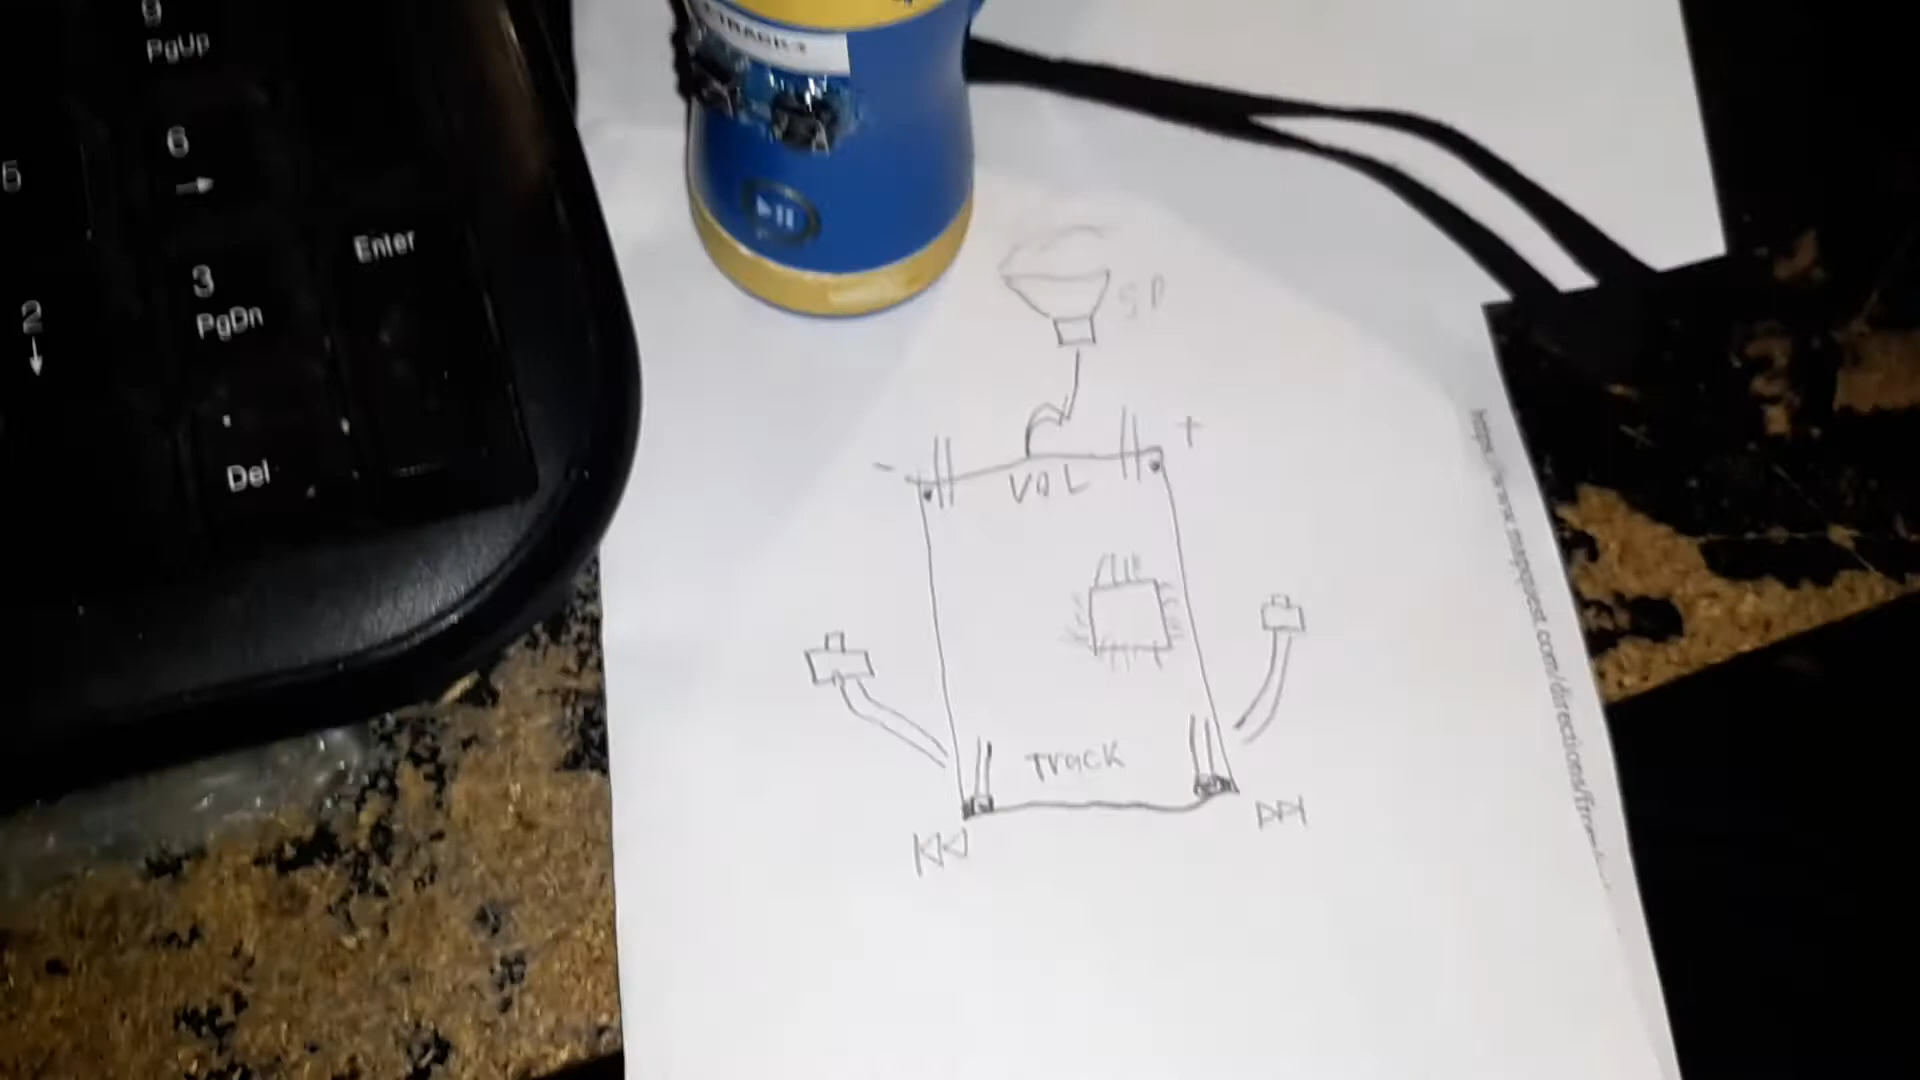 9
PgUp
5
6
→
Enter
3
PgDn
2
↓
.
Del
SP
- +
VOL
Track
https://www.mapquest.com/directions/